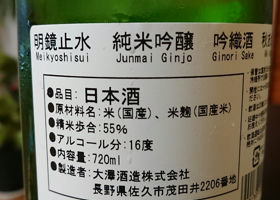 明鏡止水　純米吟醸　吟織酒
Meikyoshisui Junmai Ginjo Ginori Sake
●品目：日本酒
●原材料名：米（国産）、米麹（国産米）
●精米歩合：55％
●アルコール分：16度
●内容量：720ml
●製造者：大澤酒造株式会社
長野県佐久市茂田井2206番地